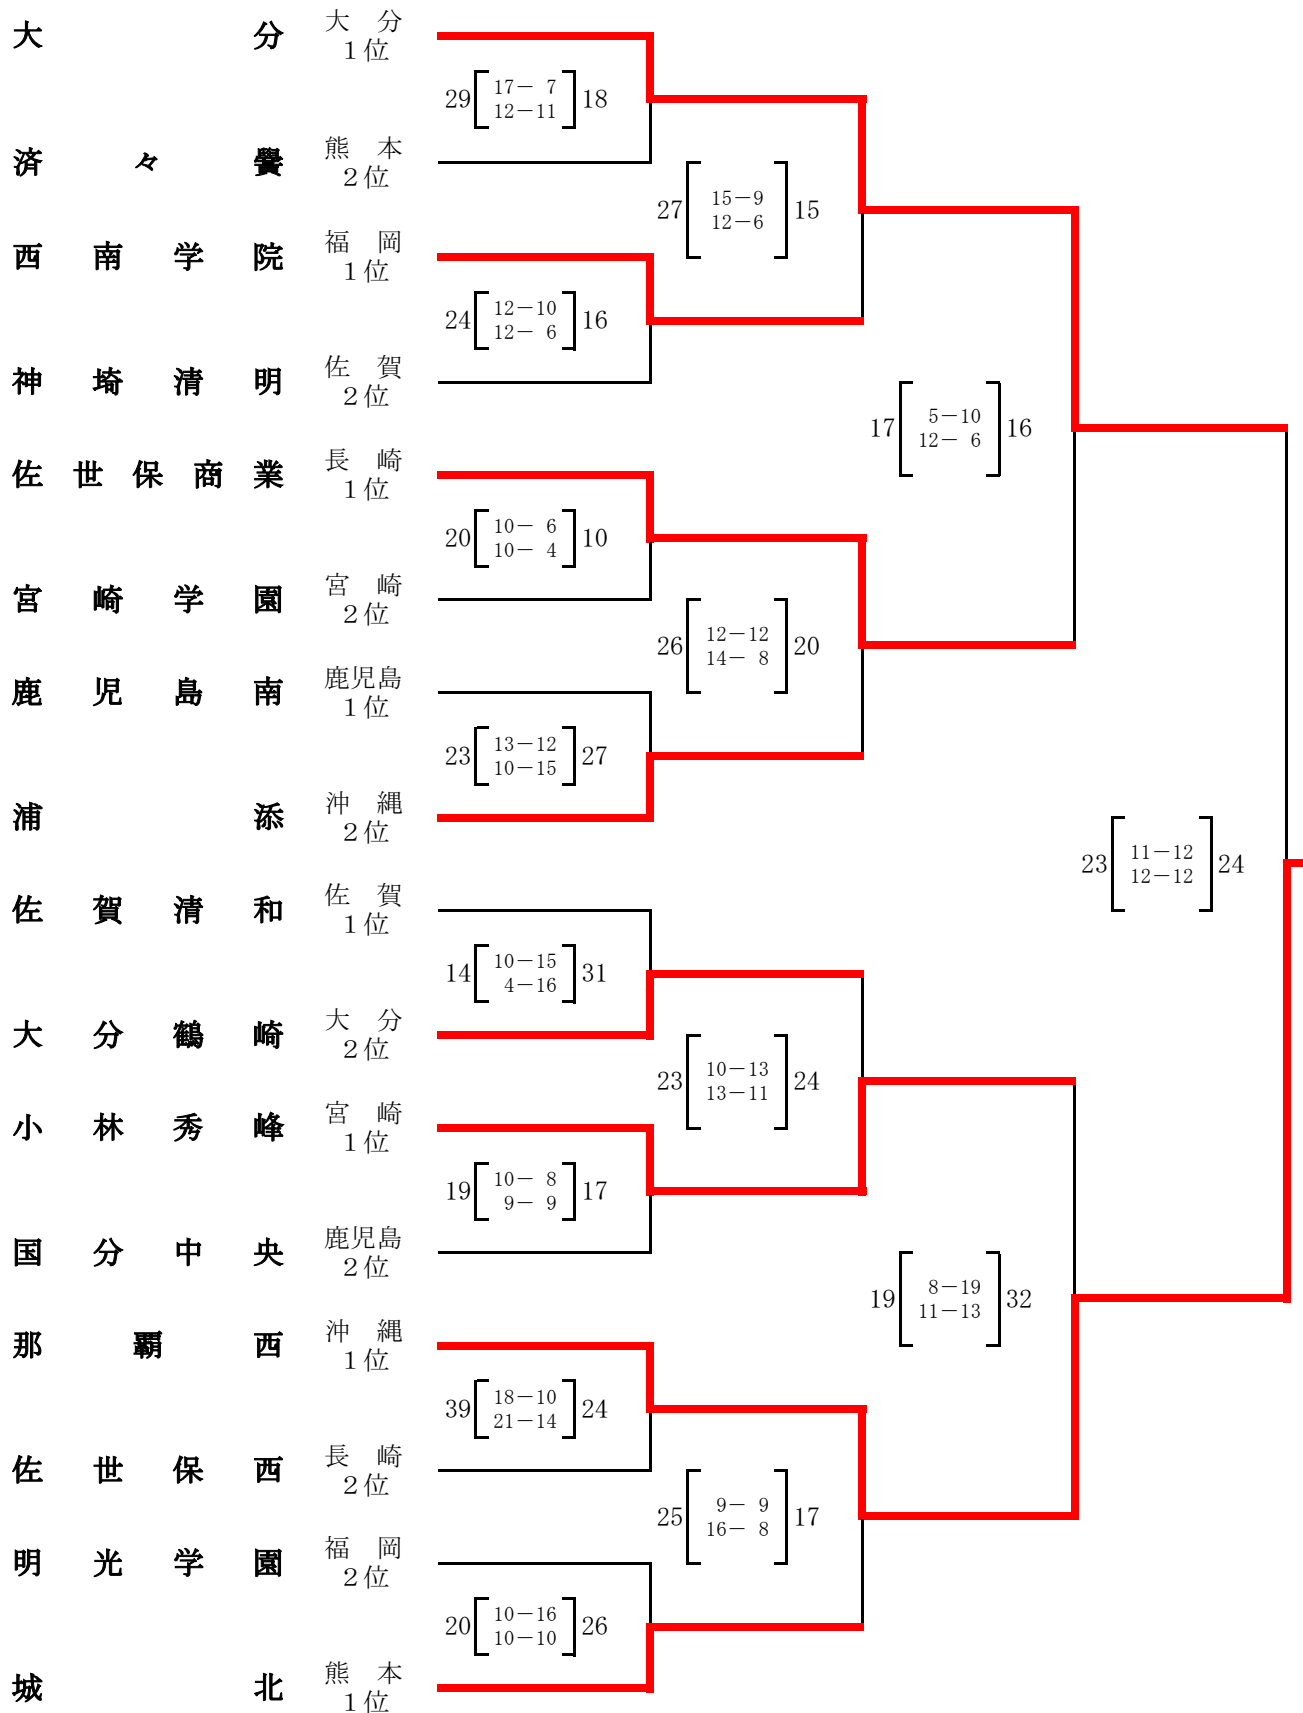 大分 大分 1位
29 17－ 7 18
12－11
済々黌 熊本 2位
27 15－9 15
12－6
西南学院 福岡 1位
24 12－10 16
12－ 6
神埼清明 佐賀 2位
17 5－10 16
12－ 6
佐世保商業 長崎 1位
20 10－ 6 10
10－ 4
宮崎学園 宮崎 2位
26 12－12 20
14－ 8
鹿児島南 鹿児島 1位
23 13－12 27
10－15
浦添 沖縄 2位
23 11－12 24
12－12
佐賀清和 佐賀 1位
14 10－15 31
4－16
大分鶴崎 大分 2位
23 10－13 24
13－11
小林秀峰 宮崎 1位
19 10－ 8 17
9－ 9
国分中央 鹿児島 2位
19 8－19 32
11－13
那覇西 沖縄 1位
39 18－10 24
21－14
佐世保西 長崎 2位
25 9－ 9 17
16－ 8
明光学園 福岡 2位
20 10－16 26
10－10
城北 熊本 1位